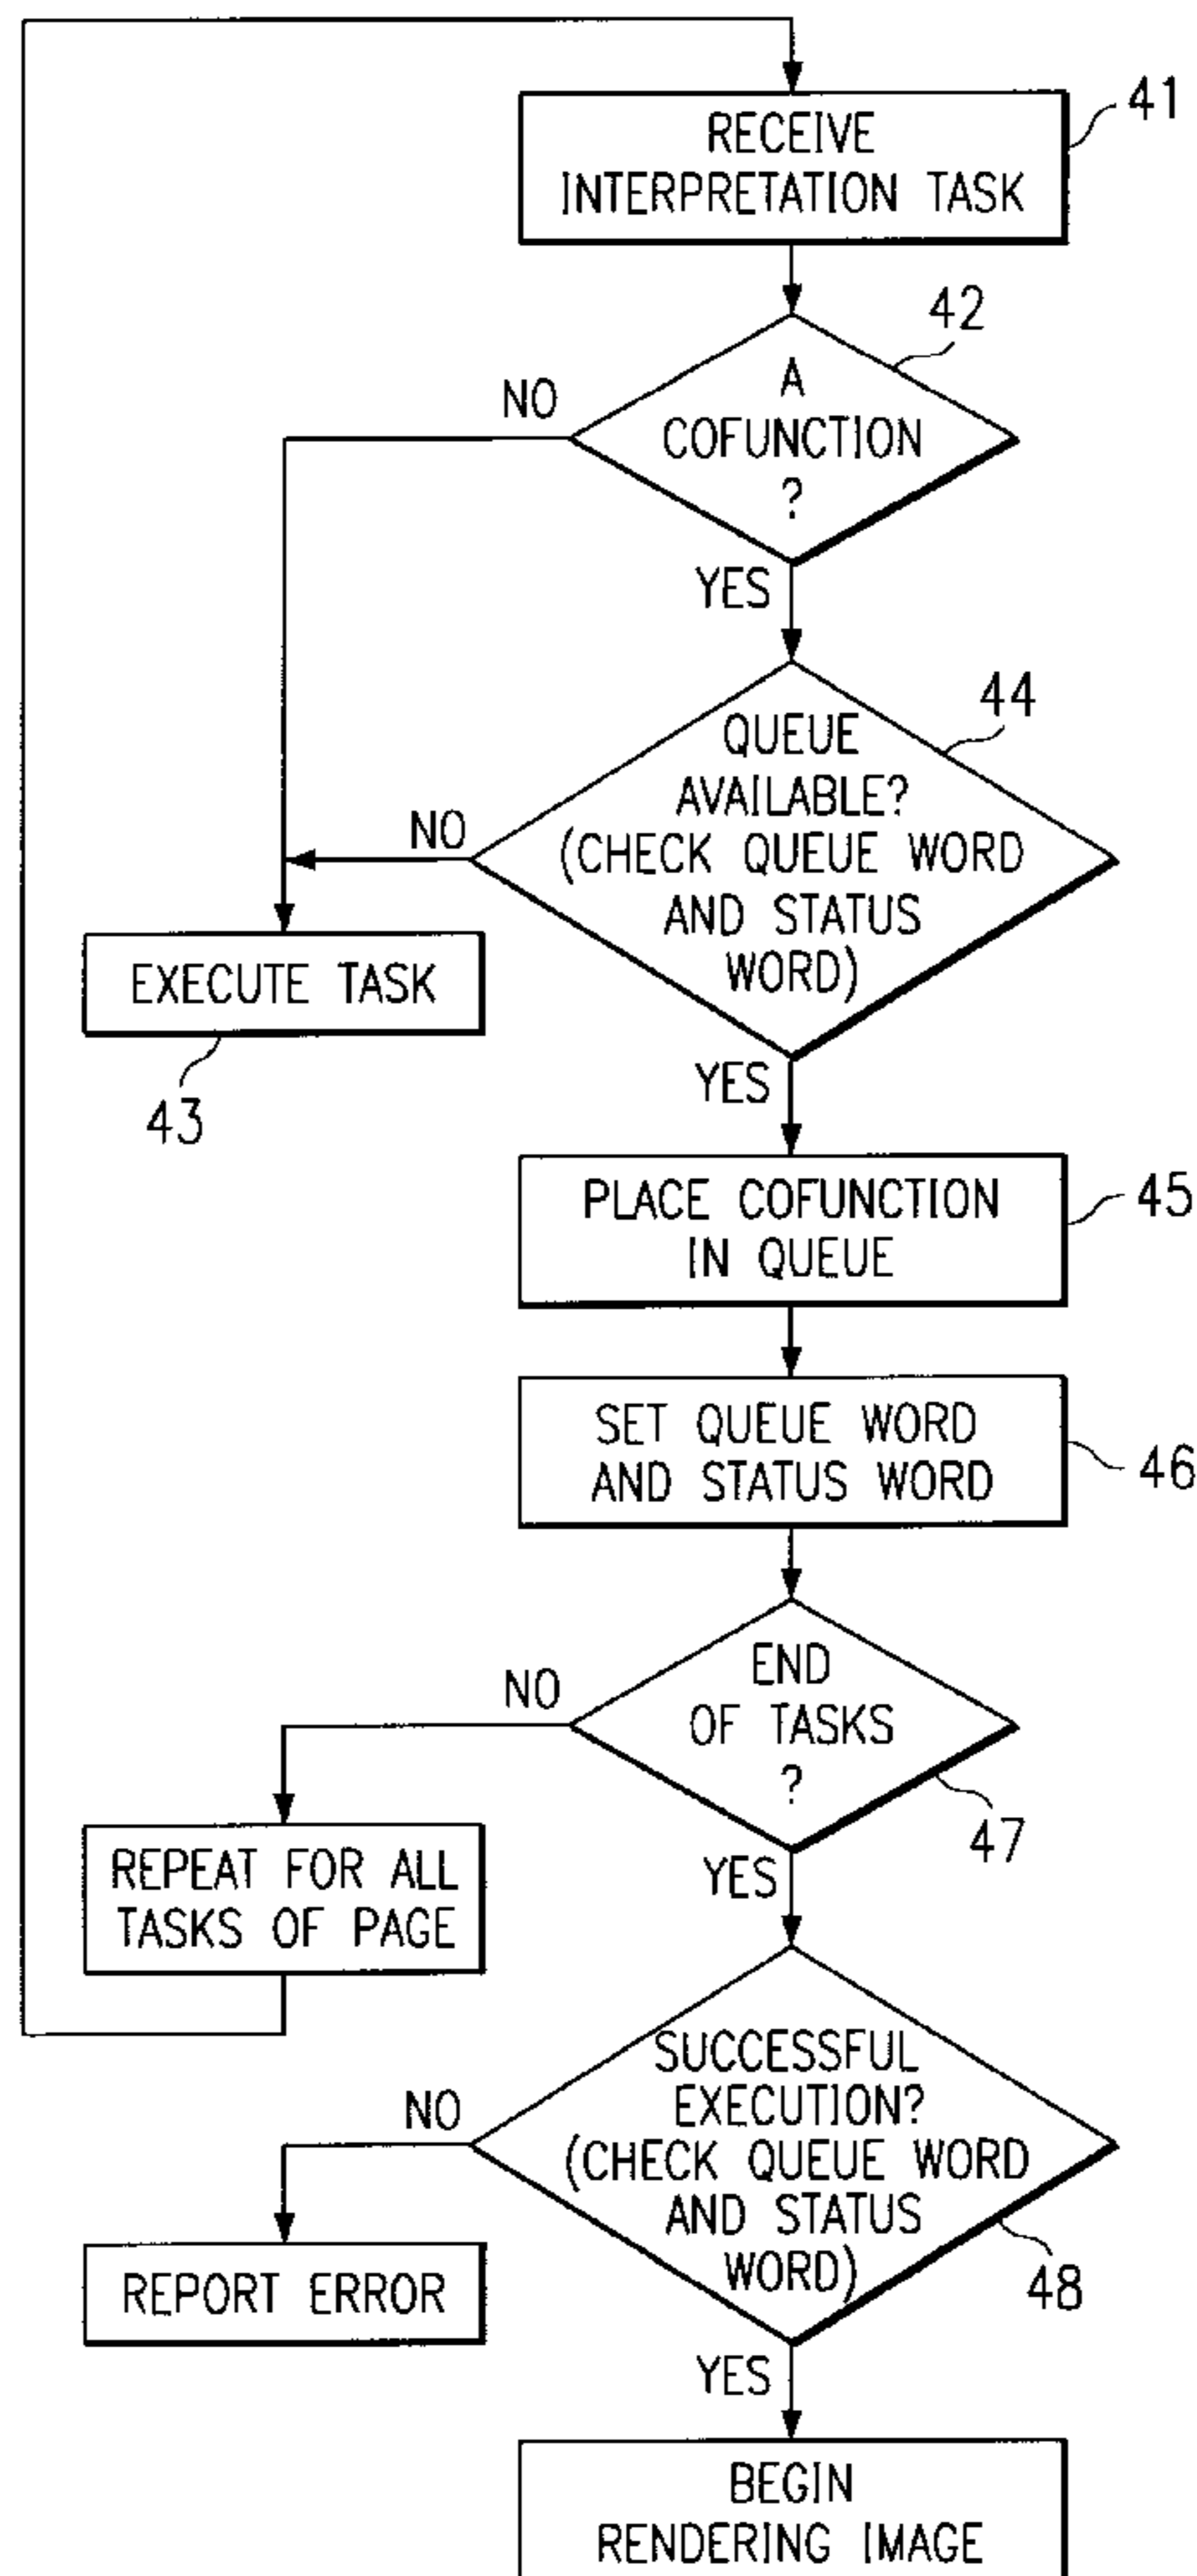 RECEIVE
INTERPRETATION TASK
41
A
COFUNCTION
?
42
NO
YES
QUEUE
AVAILABLE?
(CHECK QUEUE WORD
AND STATUS
WORD)
44
NO
EXECUTE TASK
43
YES
PLACE COFUNCTION
IN QUEUE
45
SET QUEUE WORD
AND STATUS WORD
46
END
OF TASKS
?
47
NO
REPEAT FOR ALL
TASKS OF PAGE
YES
SUCCESSFUL
EXECUTION?
(CHECK QUEUE WORD
AND STATUS
WORD)
48
NO
REPORT ERROR
YES
BEGIN
RENDERING IMAGE